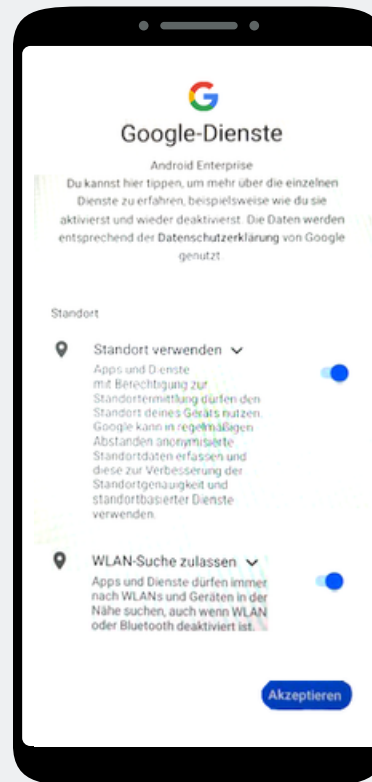 Google-Dienste
Android Enterprise
Du kannst hier tippen, um mehr über die einzelnen
Dienste zu erfahren, beispielsweise wie du sie
aktivierst und wieder deaktivierst. Die Daten werden
entsprechend der Datenschutzerklärung von Google
genutzt
Standort
Standort verwenden
Apps und Dienste
mit Berechtigung zur
Standortermittlung dürfen den
Standort deines Geräts nutzen.
Google kann in regelmäßigen
Abständen anonymisierte
Standortdaten erfassen und
diese zur Verbesserung der
Standortgenauigkeit und
standortbasierter Dienste
verwenden.
WLAN-Suche zulassen
Apps und Dienste dürfen immer
nach WLANs und Geräten in der
Nähe suchen, auch wenn WLAN
oder Bluetooth deaktiviert ist.
Akzeptieren